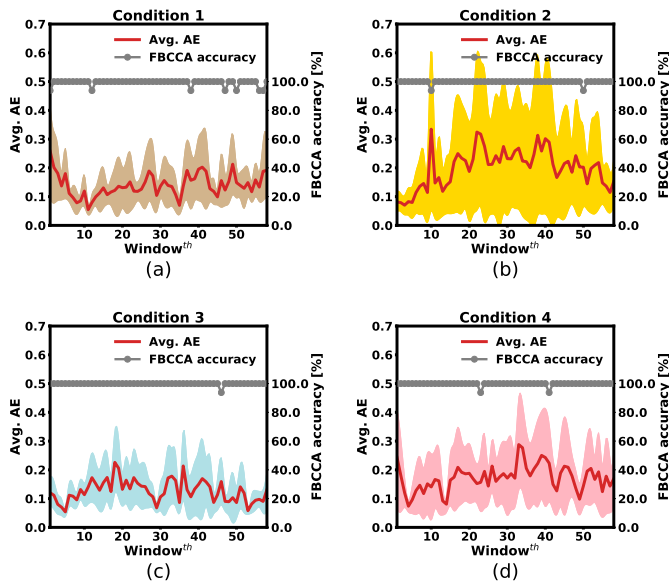 Condition 1
Avg. AE
FBCCA accuracy
0.7
0.6
0.5
0.4
0.3
0.2
0.1
0.0
Avg. AE
100.0
80.0
60.0
40.0
20.0
0.0
FBCCA accuracy [%]
10 20 30 40 50
Window^th
(a)
Condition 2
Avg. AE
FBCCA accuracy
0.7
0.6
0.5
0.4
0.3
0.2
0.1
0.0
Avg. AE
100.0
80.0
60.0
40.0
20.0
0.0
FBCCA accuracy [%]
10 20 30 40 50
Window^th
(b)
Condition 3
Avg. AE
FBCCA accuracy
0.7
0.6
0.5
0.4
0.3
0.2
0.1
0.0
Avg. AE
100.0
80.0
60.0
40.0
20.0
0.0
FBCCA accuracy [%]
10 20 30 40 50
Window^th
(c)
Condition 4
Avg. AE
FBCCA accuracy
0.7
0.6
0.5
0.4
0.3
0.2
0.1
0.0
Avg. AE
100.0
80.0
60.0
40.0
20.0
0.0
FBCCA accuracy [%]
10 20 30 40 50
Window^th
(d)